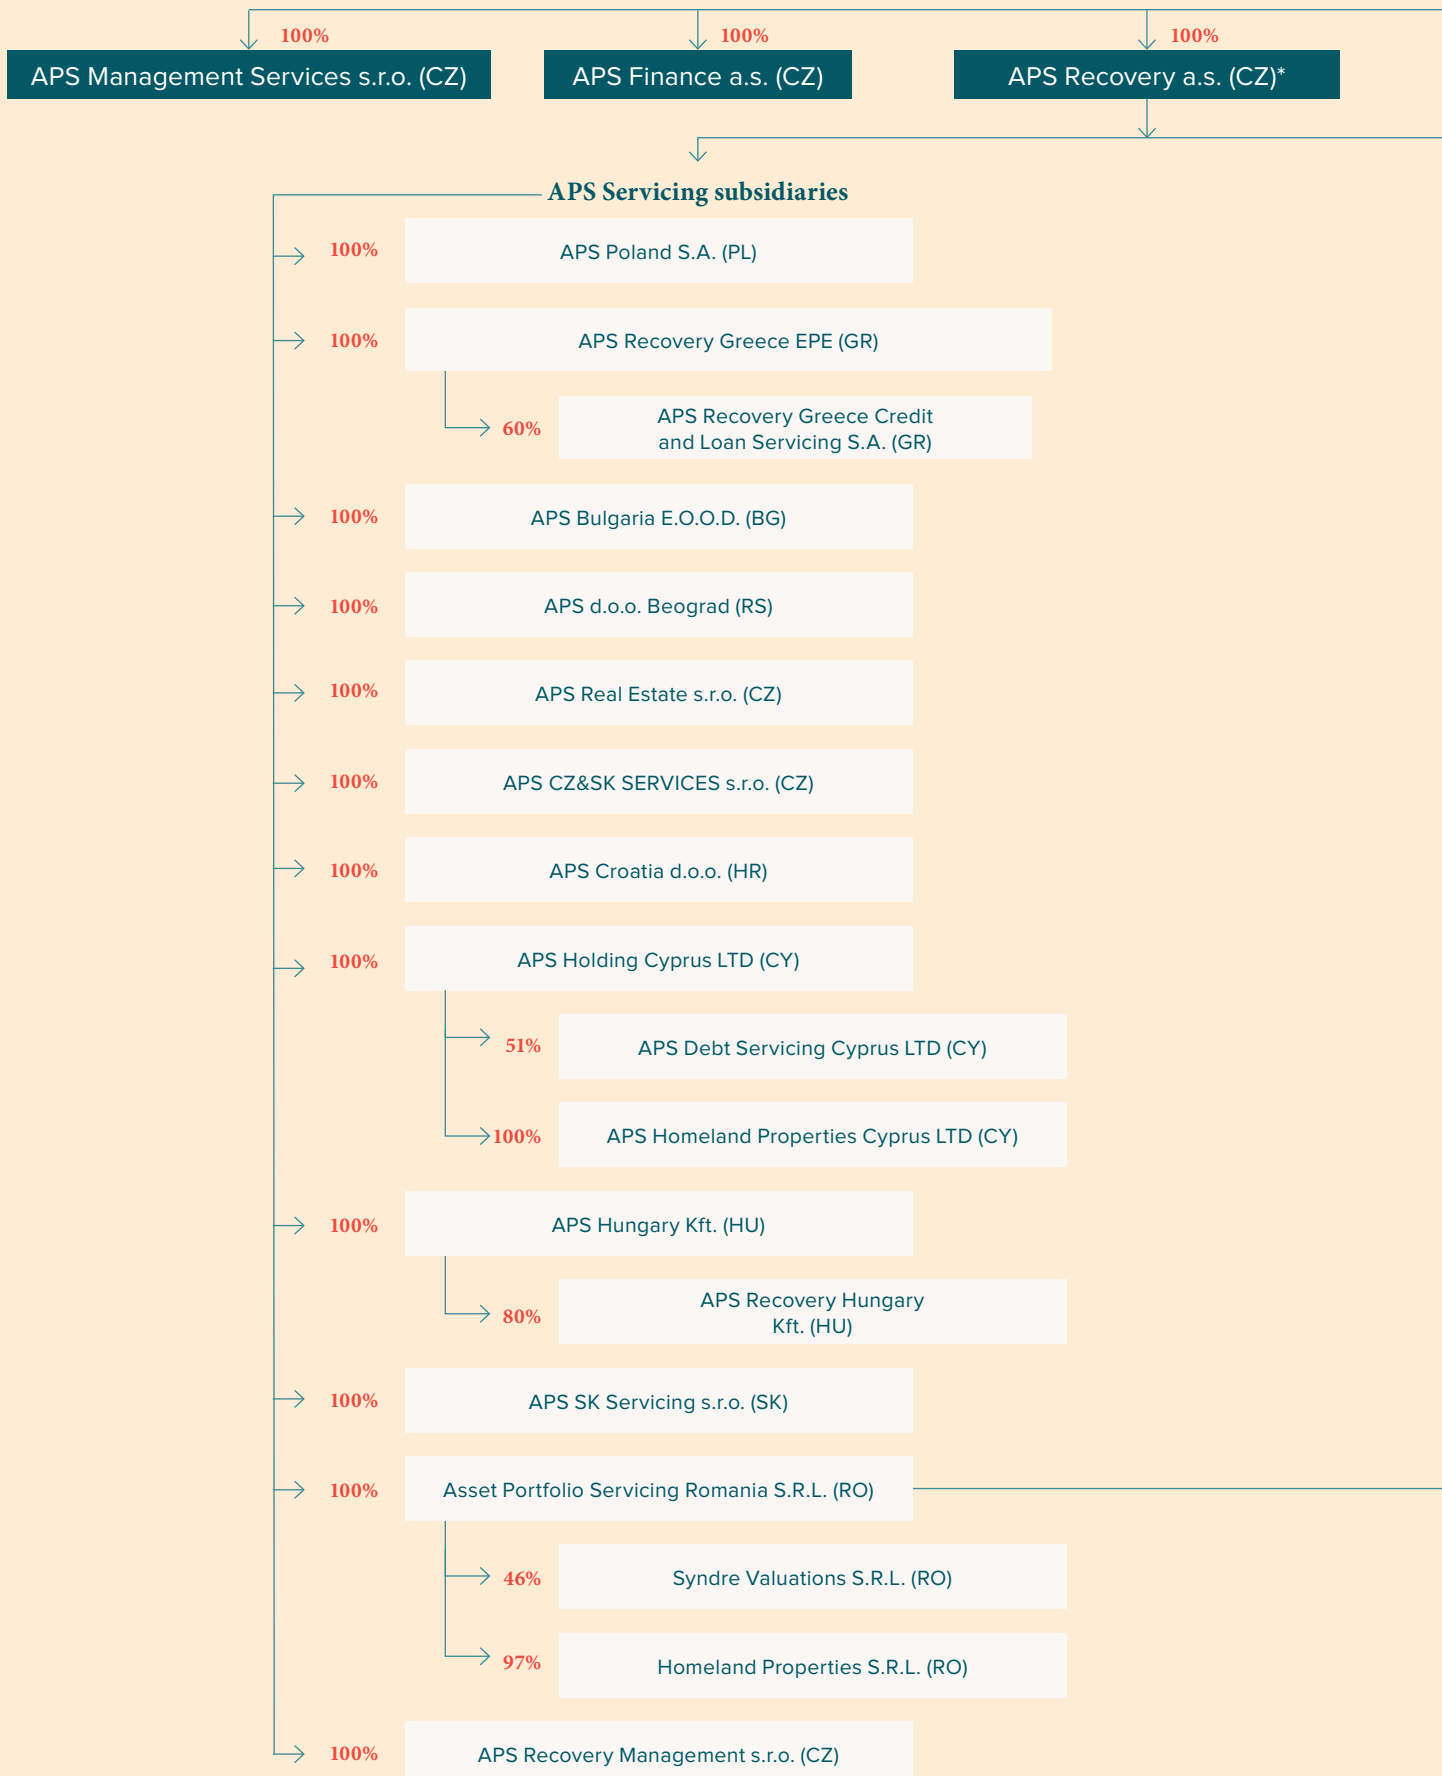 100%
100%
100%
APS Management Services s.r.o. (CZ)
APS Finance a.s. (CZ)
APS Recovery a.s. (CZ)*
APS Servicing subsidiaries
100%
APS Poland S.A. (PL)
100%
APS Recovery Greece EPE (GR)
60%
APS Recovery Greece Credit
and Loan Servicing S.A. (GR)
100%
APS Bulgaria E.O.O.D. (BG)
100%
APS d.o.o. Beograd (RS)
100%
APS Real Estate s.r.o. (CZ)
100%
APS CZ&SK SERVICES s.r.o. (CZ)
100%
APS Croatia d.o.o. (HR)
100%
APS Holding Cyprus LTD (CY)
51%
APS Debt Servicing Cyprus LTD (CY)
100%
APS Homeland Properties Cyprus LTD (CY)
100%
APS Hungary Kft. (HU)
80%
APS Recovery Hungary
Kft. (HU)
100%
APS SK Servicing s.r.o. (SK)
100%
Asset Portfolio Servicing Romania S.R.L. (RO)
46%
Syndre Valuations S.R.L. (RO)
97%
Homeland Properties S.R.L. (RO)
100%
APS Recovery Management s.r.o. (CZ)